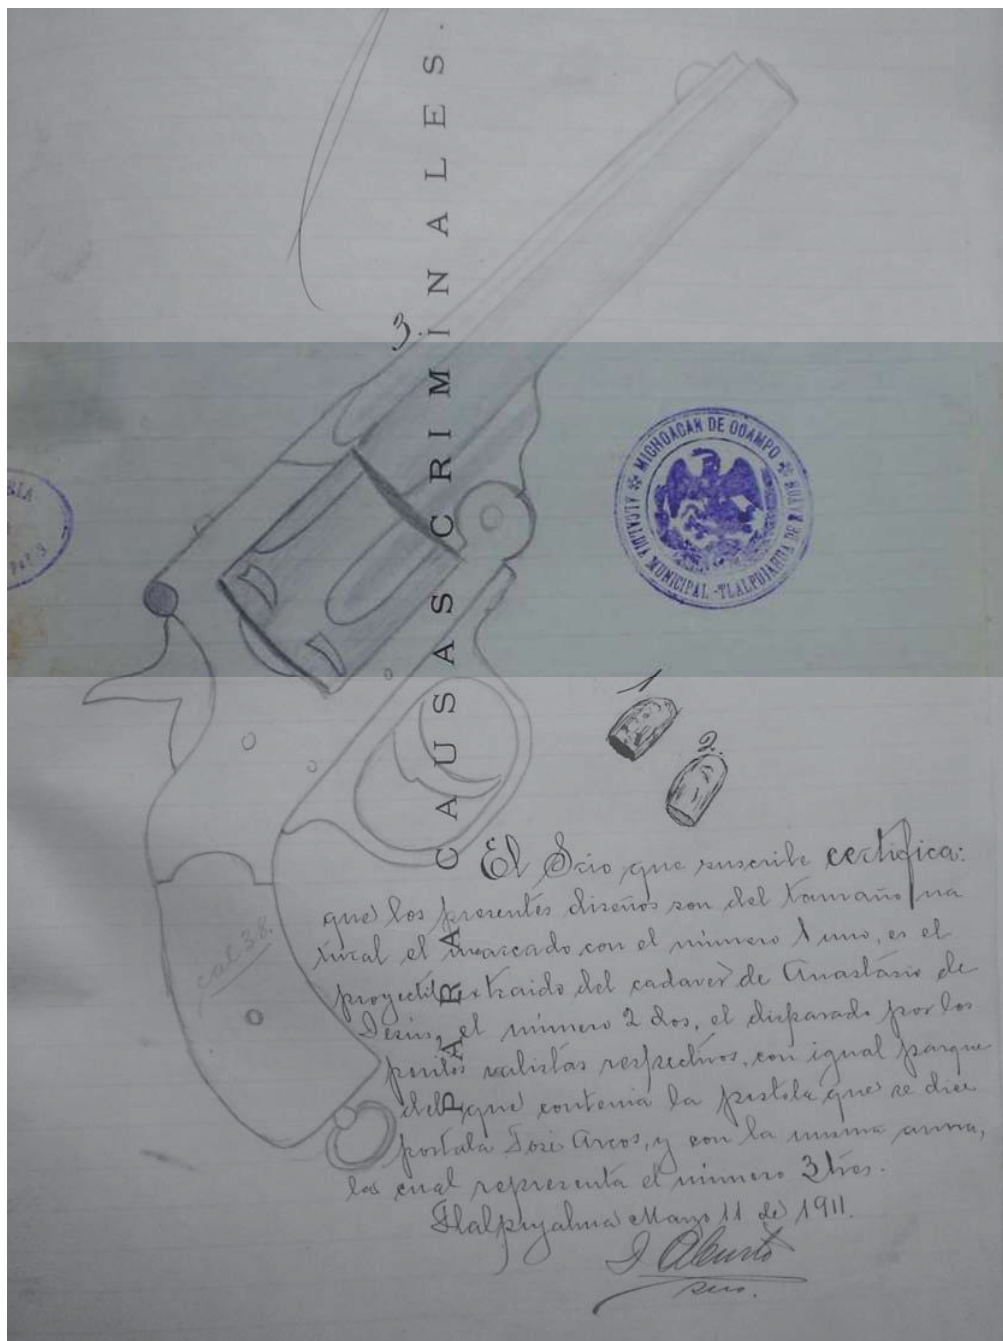 PARA CAUSAS CRIMINALES.
3.
MICHOACAN DE OCAMPO
ALCALDIA MUNICIPAL - TLALPUJAHUA DE RAYON
1
2.
cal 38.
El Srio que suscribe certifica:
que los presentes diseños son del tamaño na
tural el marcado con el número 1 uno, es el
proyectil extraido del cadaver de Anastasio de
Jesús, el número 2 dos, el disparado por los
peritos valistas respectivos, con igual parque
del que contenia la pistola que se dice
portaba José Arcos, y con la misma arma,
la cual representa el número 3 tres.
Tlalpujahua Marzo 11 de 1911.